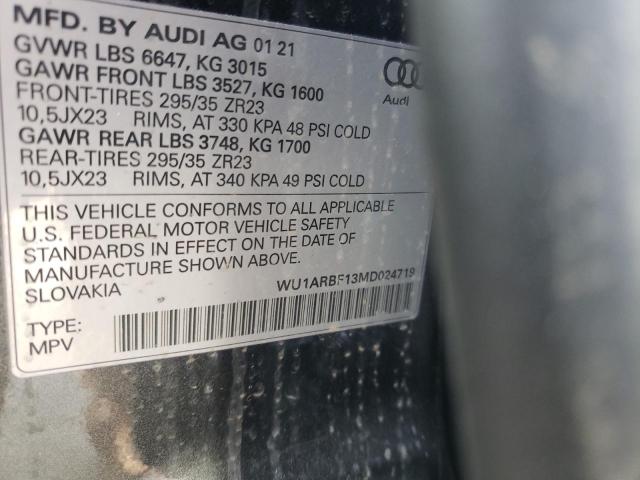 MFD. BY AUDI AG 01 21
GVWR LBS 6647, KG 3015
GAWR FRONT LBS 3527, KG 1600
FRONT-TIRES 295/35 ZR23
10,5JX23 RIMS, AT 330 KPA 48 PSI COLD
GAWR REAR LBS 3748, KG 1700
REAR-TIRES 295/35 ZR23
10,5JX23 RIMS, AT 340 KPA 49 PSI COLD
Audi
THIS VEHICLE CONFORMS TO ALL APPLICABLE
U.S. FEDERAL MOTOR VEHICLE SAFETY
STANDARDS IN EFFECT ON THE DATE OF
MANUFACTURE SHOWN ABOVE.
SLOVAKIA
WU1ARBF13MD024719
TYPE:
MPV